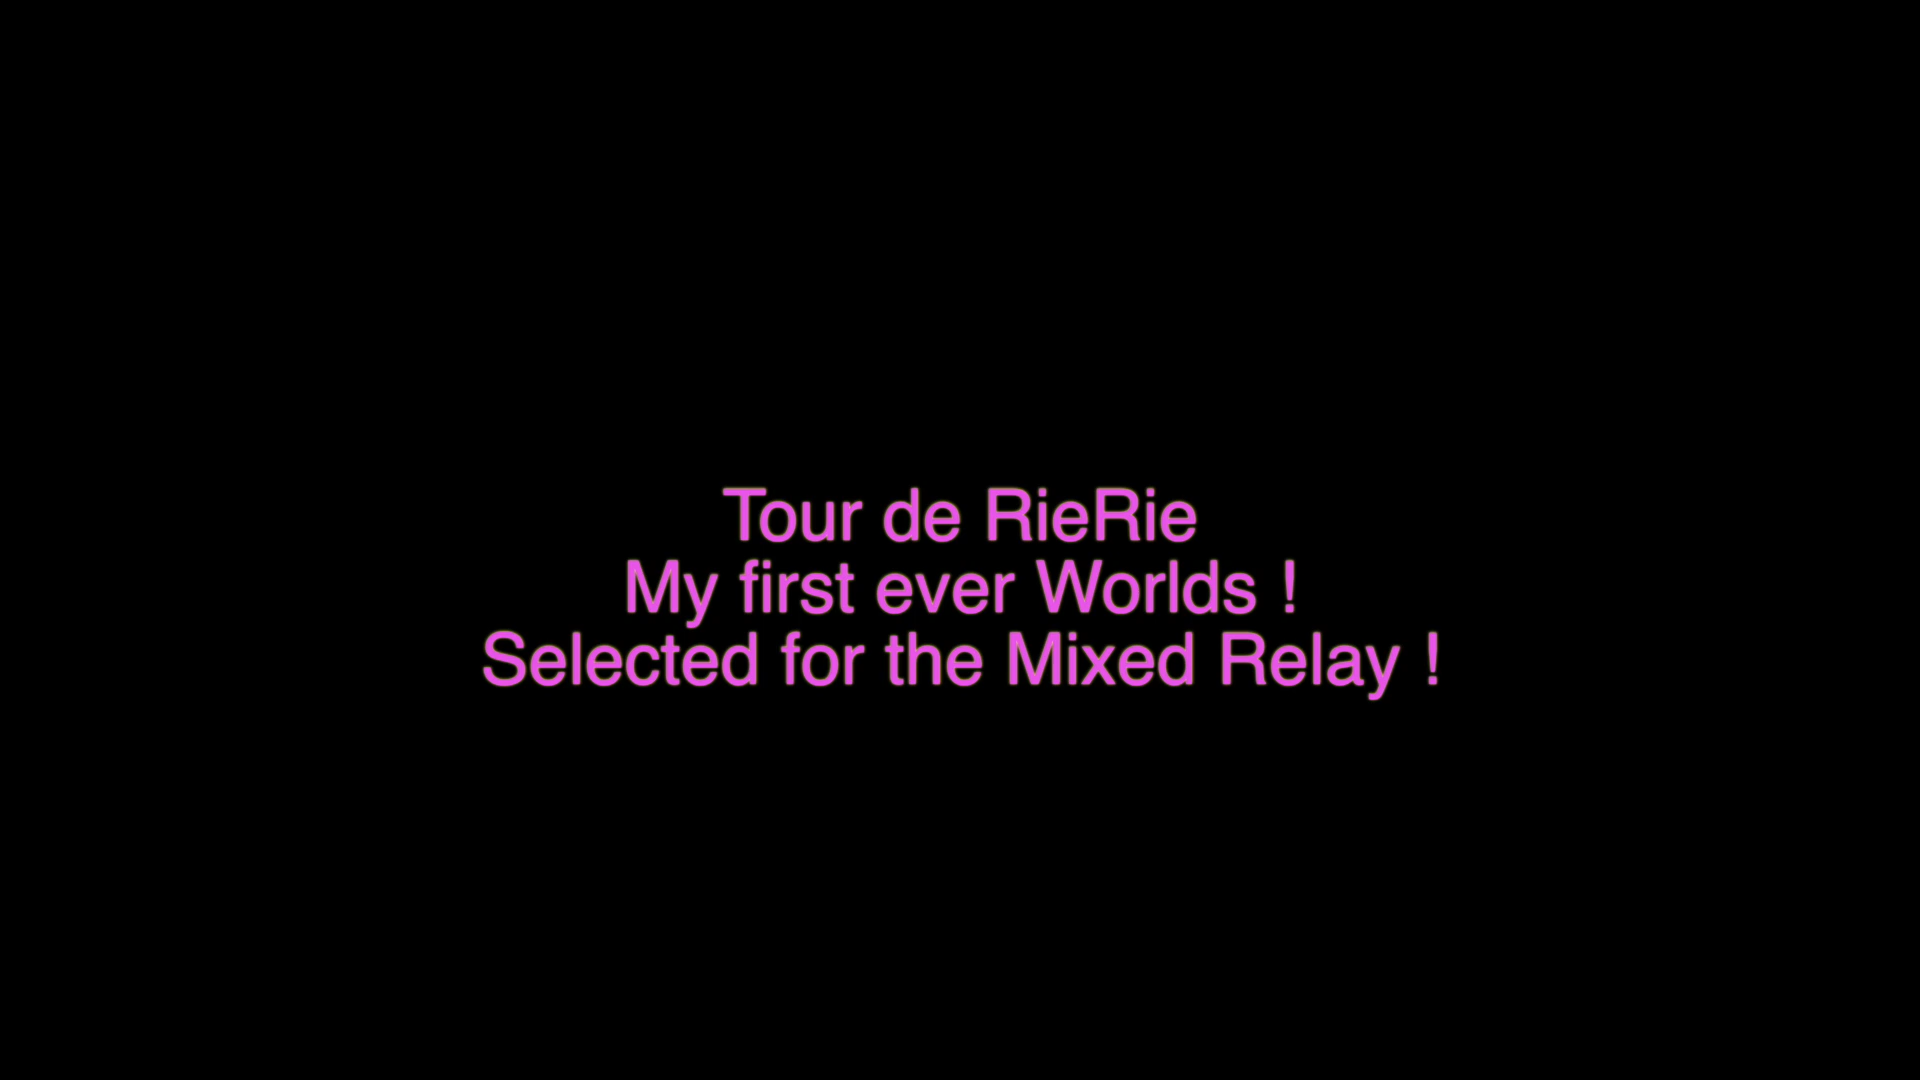 Tour de RieRie
My first ever Worlds !
Selected for the Mixed Relay !